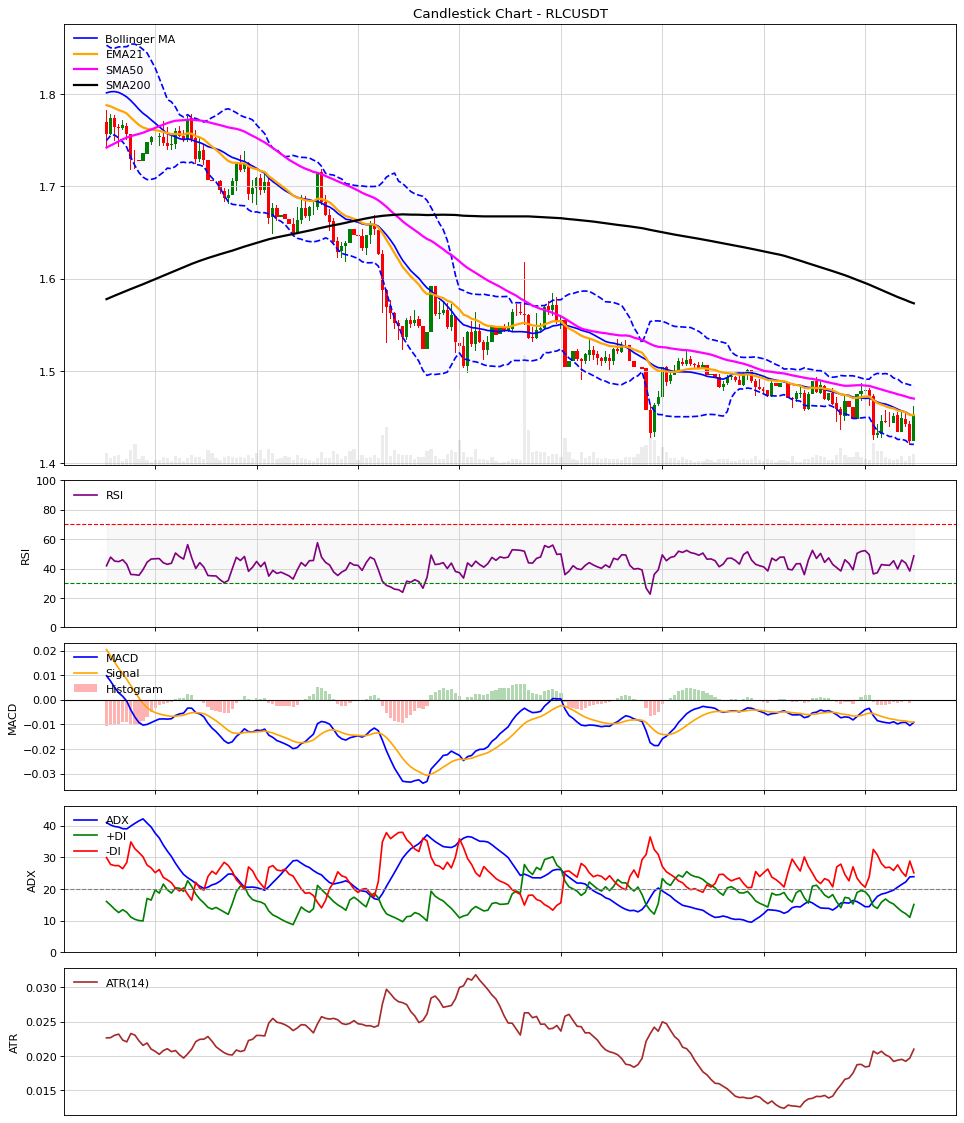 Candlestick Chart - RLCUSDT
Bollinger MA
EMA21
SMA50
SMA200
1.8
1.7
1.6
1.5
1.4
RSI
RSI
100
80
60
40
20
0
MACD
Signal
Histogram
MACD
0.02
0.01
0.00
−0.01
−0.02
−0.03
ADX
+DI
-DI
ADX
40
30
20
10
0
ATR(14)
ATR
0.030
0.025
0.020
0.015